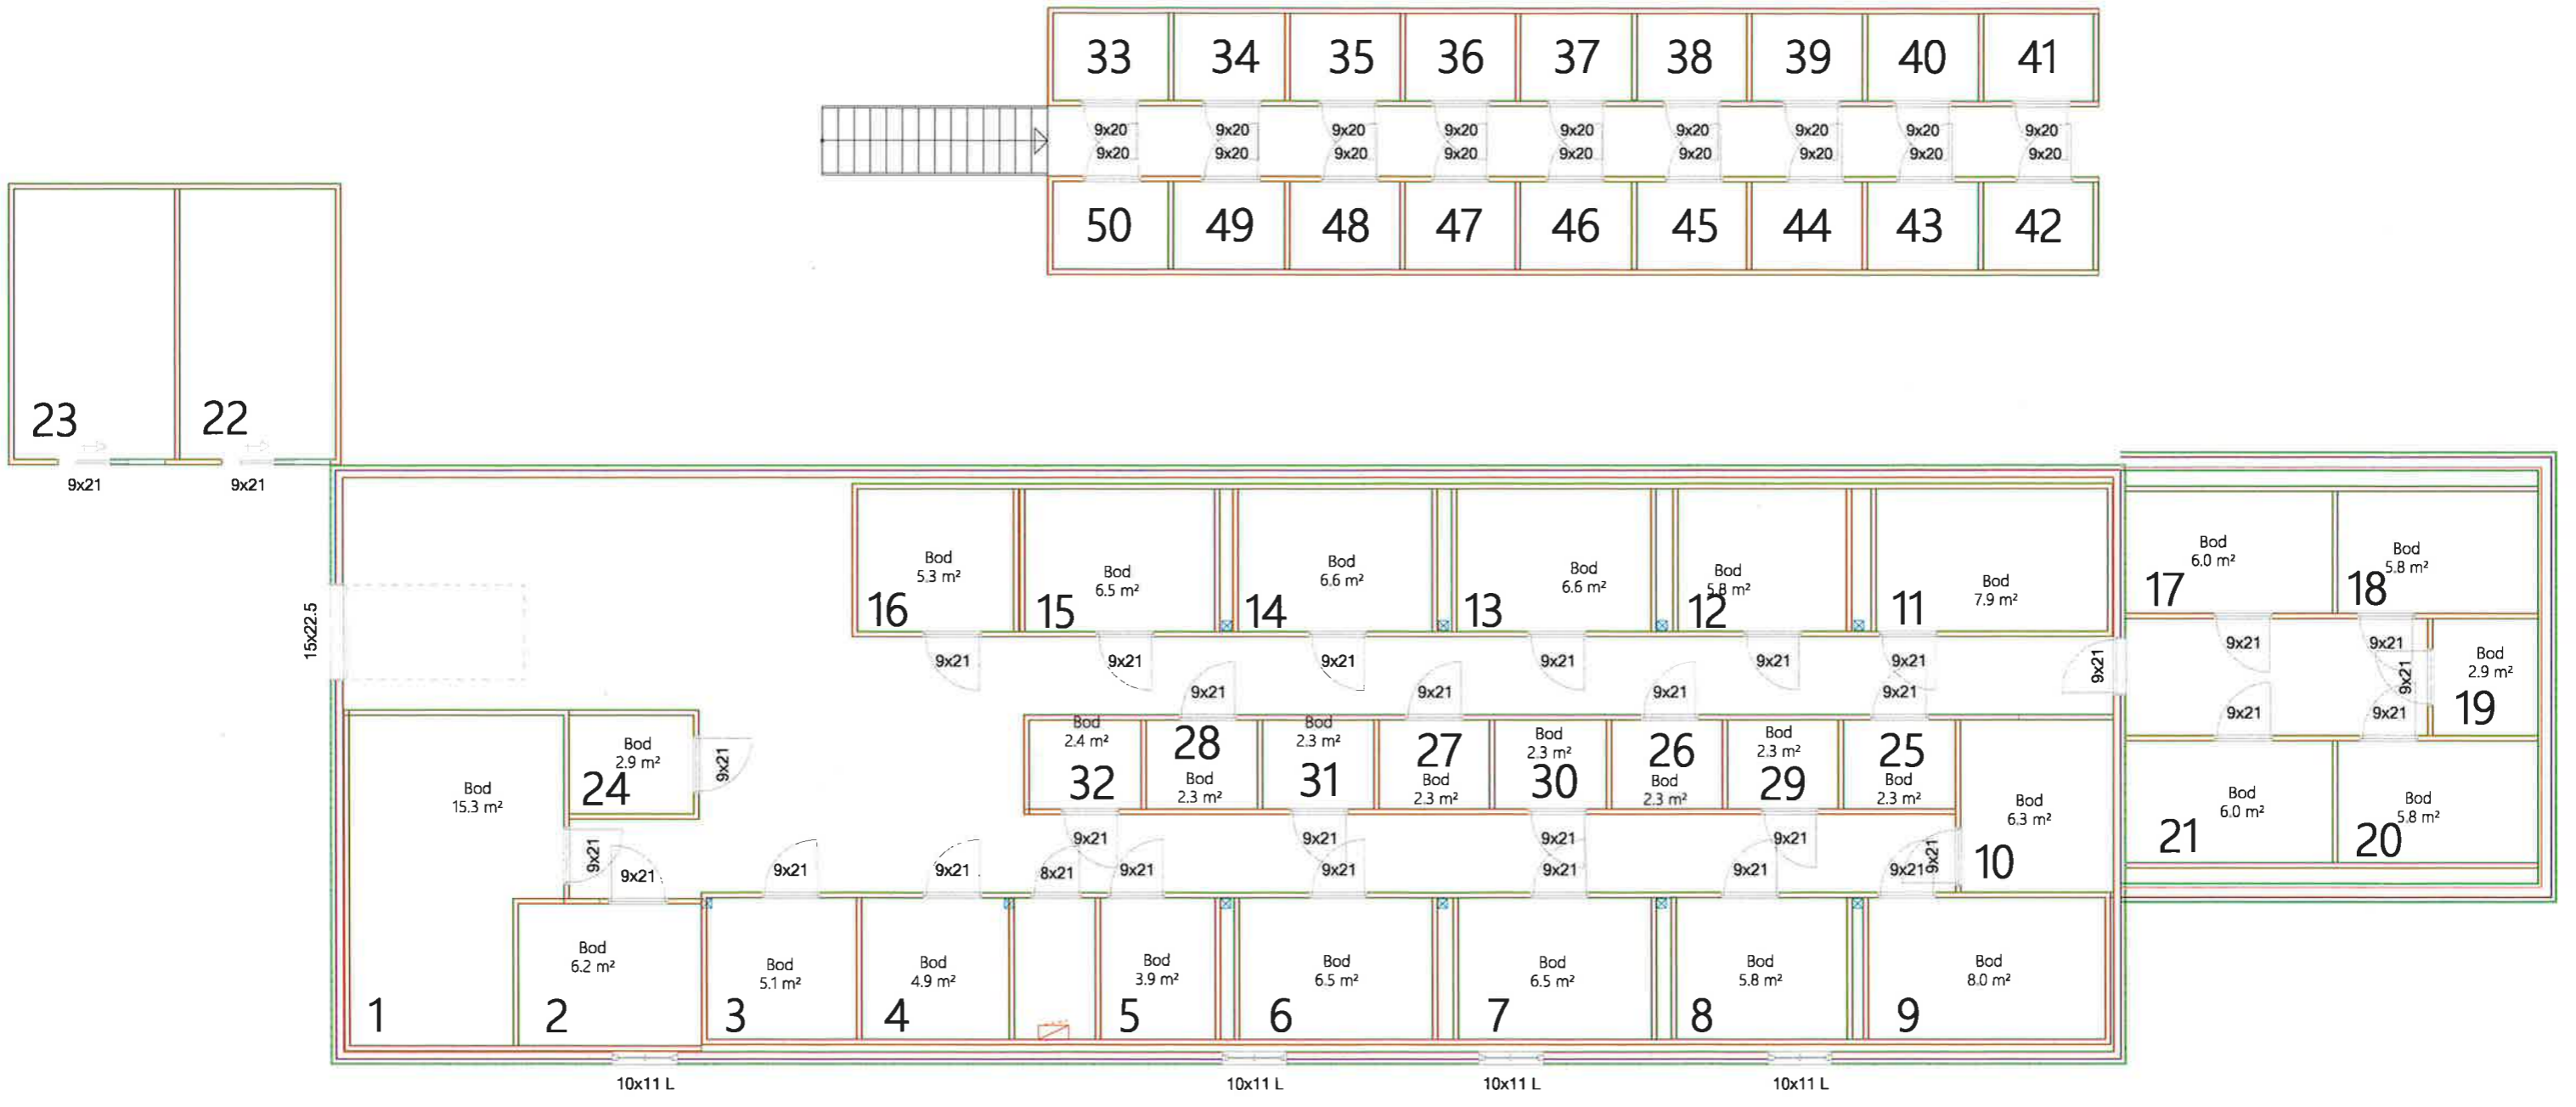 33 34 35 36 37 38 39 40 41
9x20 9x20 9x20 9x20 9x20 9x20 9x20 9x20 9x20
9x20 9x20 9x20 9x20 9x20 9x20 9x20 9x20 9x20
50 49 48 47 46 45 44 43 42
23 22
9x21 9x21
15x22.5
Bod
5.3 m²
16
Bod
6.5 m²
15
Bod
6.6 m²
14
Bod
6.6 m²
13
Bod
5.8 m²
12
Bod
7.9 m²
11
Bod
6.0 m²
17
Bod
5.8 m²
18
9x21 9x21 9x21 9x21 9x21 9x21 9x21 9x21 9x21
9x21 9x21 9x21 9x21 9x21 9x21 9x21
Bod
2.9 m²
19
Bod
15.3 m²
Bod
2.9 m²
24
9x21
Bod
2.4 m²
32
28
Bod
2.3 m²
Bod
2.3 m²
31
27
Bod
2.3 m²
Bod
2.3 m²
30
26
Bod
2.3 m²
Bod
2.3 m²
29
25
Bod
2.3 m²
Bod
6.3 m²
10
Bod
6.0 m²
21
Bod
5.8 m²
20
9x21 9x21 9x21 9x21 9x21
9x21 9x21 9x21 9x21 8x21 9x21 9x21 9x21 9x21 9x21
1
Bod
6.2 m²
2
Bod
5.1 m²
3
Bod
4.9 m²
4
Bod
3.9 m²
5
Bod
6.5 m²
6
Bod
6.5 m²
7
Bod
5.8 m²
8
Bod
8.0 m²
9
10x11 L 10x11 L 10x11 L 10x11 L